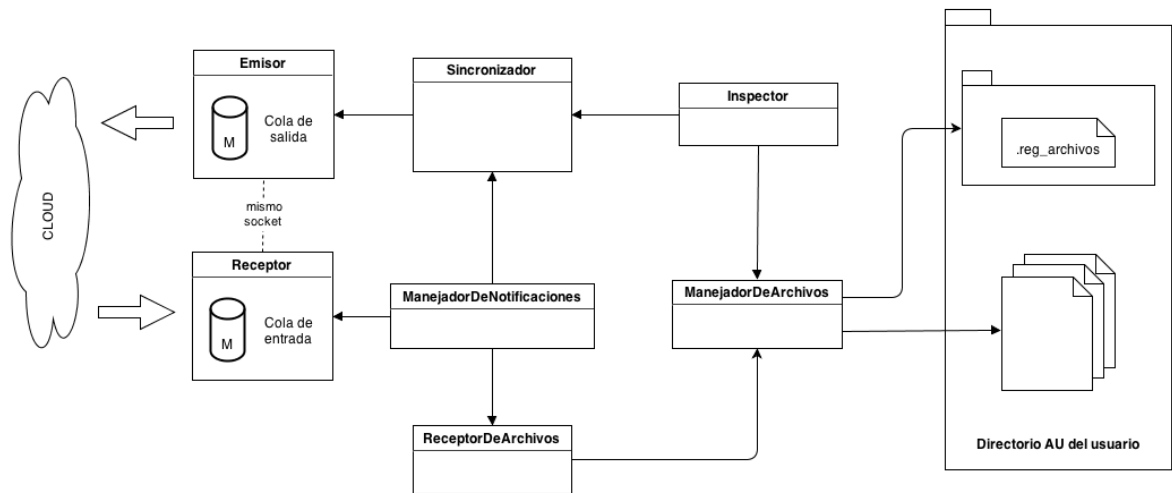 CLOUD
Emisor
M
Cola de
salida
mismo
socket
Receptor
M
Cola de
entrada
Sincronizador
ManejadorDeNotificaciones
ReceptorDeArchivos
Inspector
ManejadorDeArchivos
.reg_archivos
Directorio AU del usuario